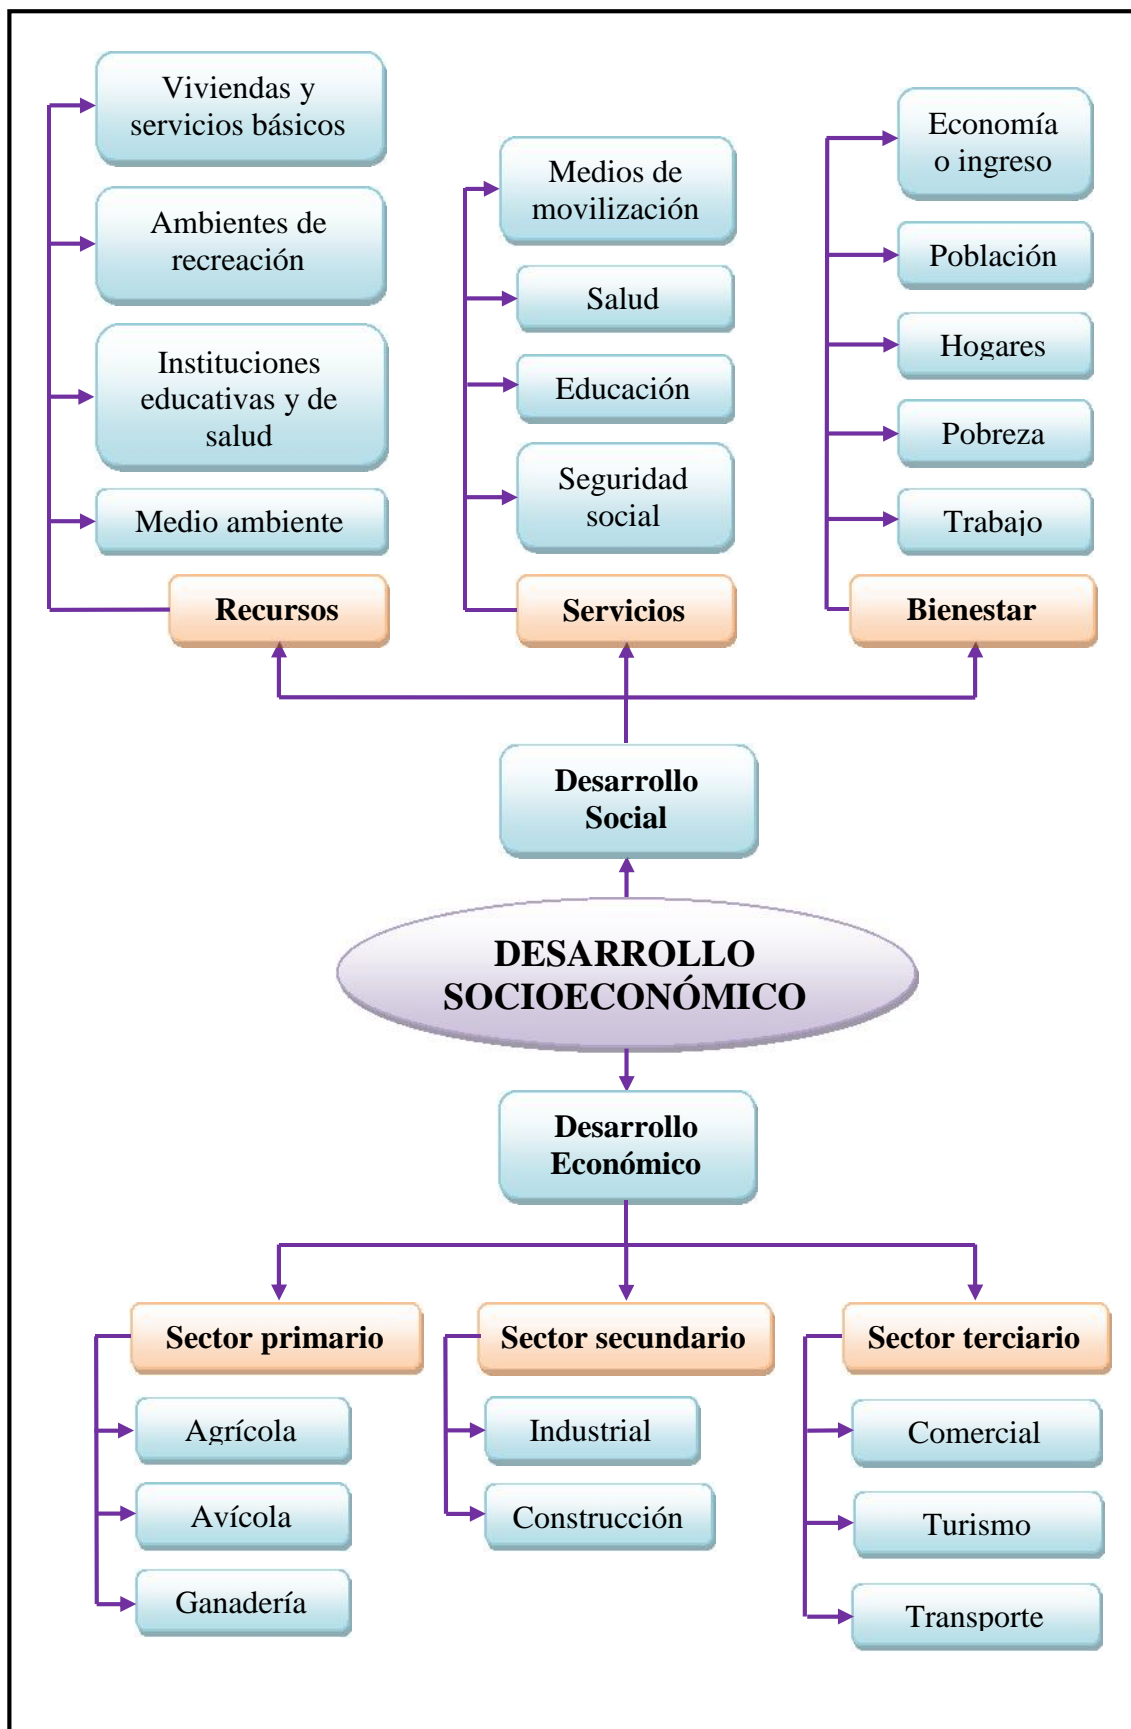 Viviendas y
servicios básicos
Ambientes de
recreación
Instituciones
educativas y de
salud
Medio ambiente
Recursos
Medios de
movilización
Salud
Educación
Seguridad
social
Servicios
Economía
o ingreso
Población
Hogares
Pobreza
Trabajo
Bienestar
Desarrollo
Social
DESARROLLO
SOCIOECONÓMICO
Desarrollo
Económico
Sector primario
Agrícola
Avícola
Ganadería
Sector secundario
Industrial
Construcción
Sector terciario
Comercial
Turismo
Transporte